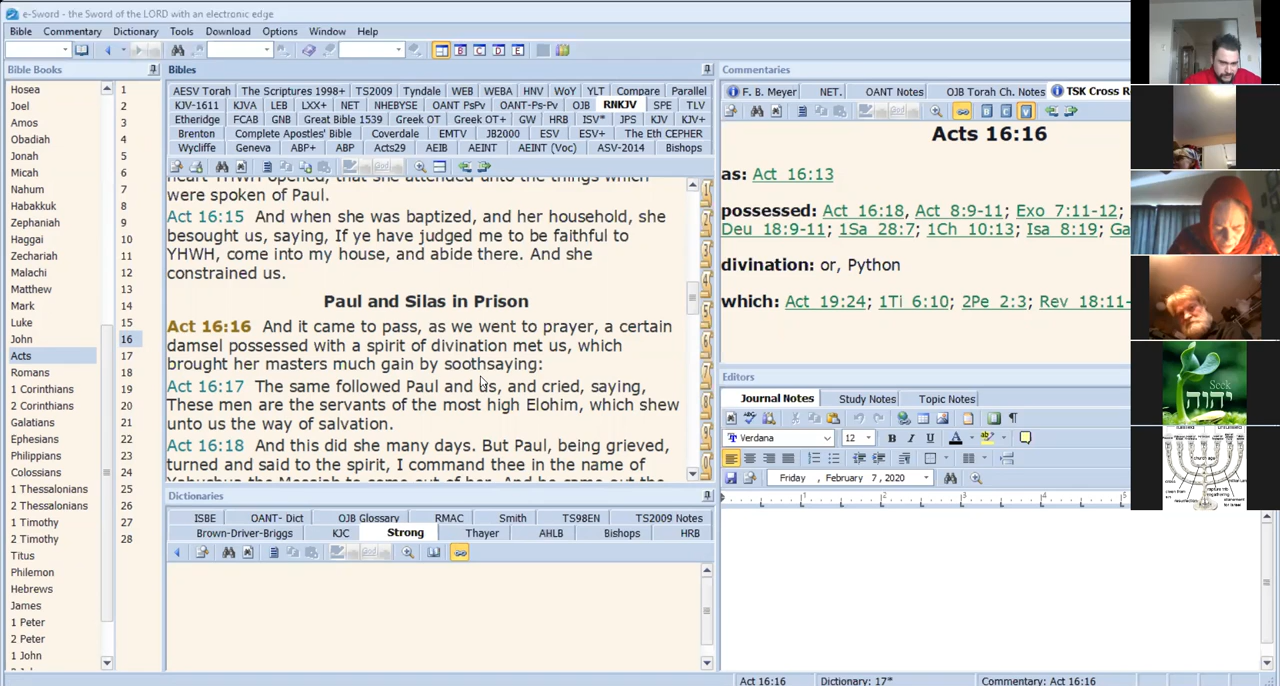 e-Sword - the Sword of the LORD with an electronic edge
Bible Commentary Dictionary Tools Download Options Window Help
Bible Books
Hosea
Joel
Amos
Obadiah
Jonah
Micah
Nahum
Habakkuk
Zephaniah
Haggai
Zechariah
Malachi
Matthew
Mark
Luke
John
Acts
Romans
1 Corinthians
2 Corinthians
Galatians
Ephesians
Philippians
Colossians
1 Thessalonians
2 Thessalonians
1 Timothy
2 Timothy
Titus
Philemon
Hebrews
James
1 Peter
2 Peter
1 John
1
2
3
4
5
6
7
8
9
10
11
12
13
14
15
16
17
18
19
20
21
22
23
24
25
26
27
28
Bibles
AESV Torah The Scriptures 1998+ TS2009 Tyndale WEB WEBA HNV WoY YLT Compare Parallel
KJV-1611 KJVA LEB LXX+ NET NHEBYSE OANT PsPv OANT-Ps-Pv OJB RNKJV SPE TLV
Etheridge FCAB GNB Great Bible 1539 Greek OT Greek OT+ GW HRB ISV* JPS KJV KJV+
Brenton Complete Apostles' Bible Coverdale EMTV JB2000 ESV ESV+ The Eth CEPHER
Wycliffe Geneva ABP+ ABP Acts29 AEIB AEINT AEINT (Voc) ASV-2014 Bishops
heart YHWH opened, that she attended unto the things which
were spoken of Paul.
Act 16:15 And when she was baptized, and her household, she
besought us, saying, If ye have judged me to be faithful to
YHWH, come into my house, and abide there. And she
constrained us.
Paul and Silas in Prison
Act 16:16 And it came to pass, as we went to prayer, a certain
damsel possessed with a spirit of divination met us, which
brought her masters much gain by soothsaying:
Act 16:17 The same followed Paul and us, and cried, saying,
These men are the servants of the most high Elohim, which shew
unto us the way of salvation.
Act 16:18 And this did she many days. But Paul, being grieved,
turned and said to the spirit, I command thee in the name of
Dictionaries
ISBE OANT- Dict OJB Glossary RMAC Smith TS98EN TS2009 Notes
Brown-Driver-Briggs KJC Strong Thayer AHLB Bishops HRB
Commentaries
F. B. Meyer NET. OANT Notes OJB Torah Ch. Notes TSK Cross R
Acts 16:16
as: Act 16:13
possessed: Act 16:18, Act 8:9-11; Exo 7:11-12;
Deu 18:9-11; 1Sa 28:7; 1Ch 10:13; Isa 8:19; Ga
divination: or, Python
which: Act 19:24; 1Ti 6:10; 2Pe 2:3; Rev 18:11-
Editors
Journal Notes Study Notes Topic Notes
Verdana 12 B I U A
Friday , February 7, 2020
1 2 3 4 5
Seek
יהוה
Act 16:16 Dictionary: 17* Commentary: Act 16:16